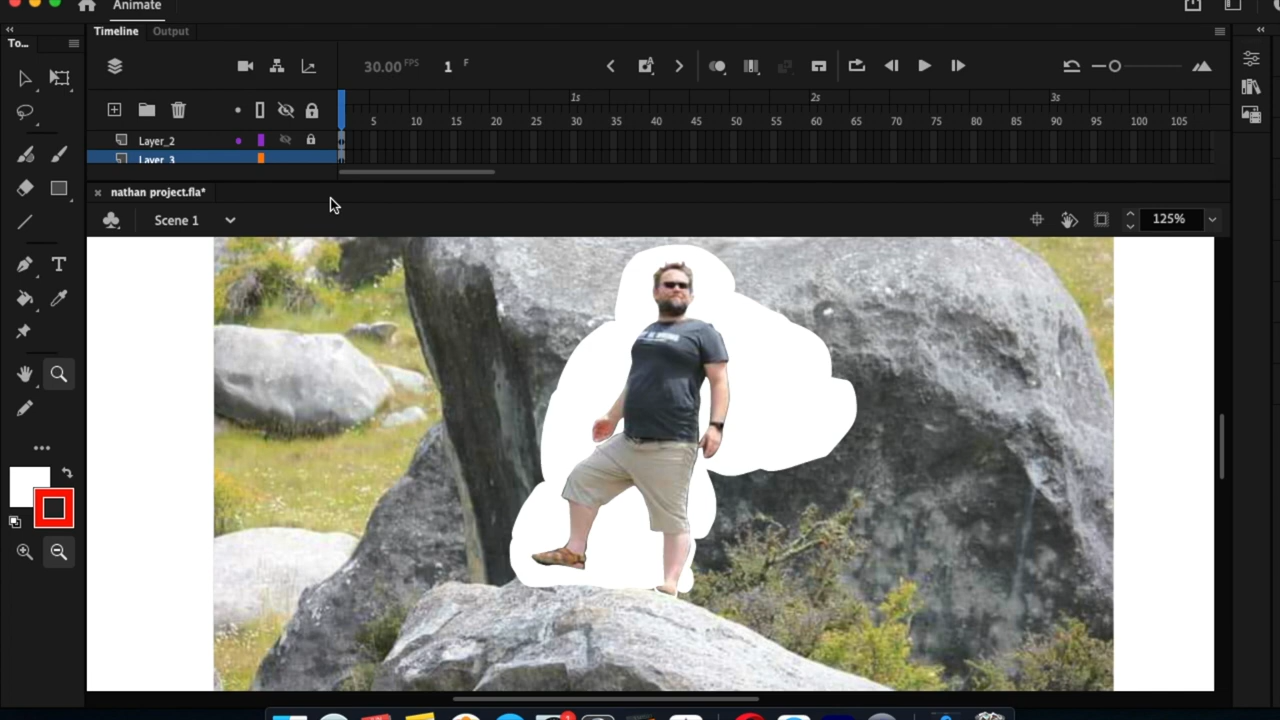 Animate
To...
Timeline
Output
30.00 FPS
1 F
1s
2s
3s
5 10 15 20 25 30 35 40 45 50 55 60 65 70 75 80 85 90 95 100 105
Layer_2
Layer_3
nathan project.fla*
Scene 1
125%
T